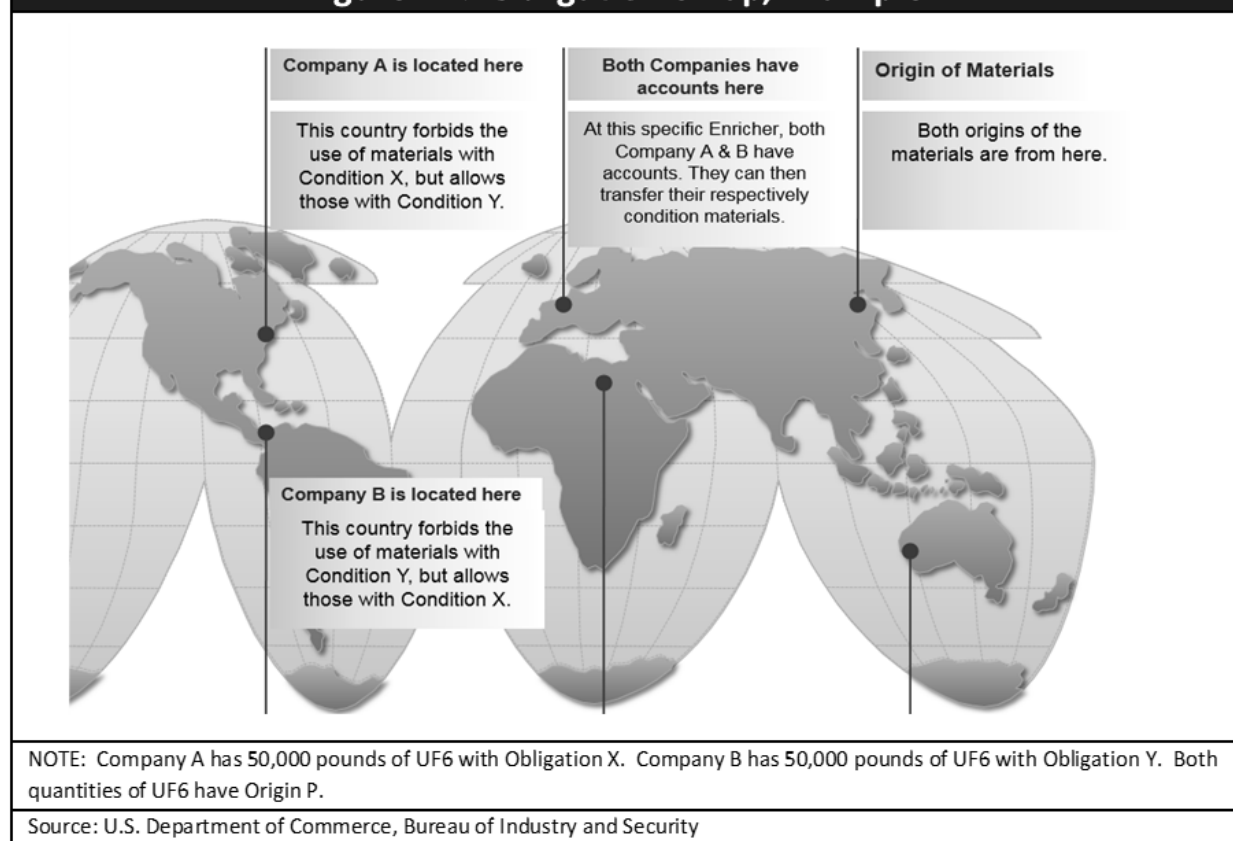 Company A is located here
This country forbids the
use of materials with
Condition X, but allows
those with Condition Y.
Both Companies have
accounts here
At this specific Enricher, both
Company A & B have
accounts. They can then
transfer their respectively
condition materials.
Origin of Materials
Both origins of the
materials are from here.
Company B is located here
This country forbids the
use of materials with
Condition Y, but allows
those with Condition X.
NOTE: Company A has 50,000 pounds of UF6 with Obligation X. Company B has 50,000 pounds of UF6 with Obligation Y. Both
quantities of UF6 have Origin P.
Source: U.S. Department of Commerce, Bureau of Industry and Security